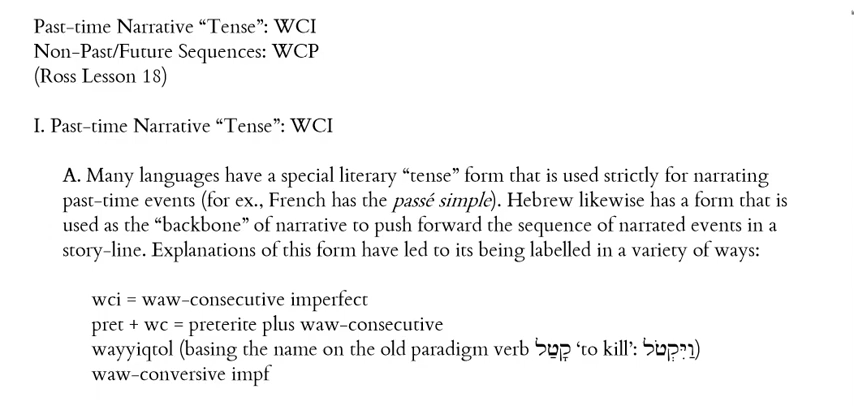 Past-time Narrative “Tense”: WCI
Non-Past/Future Sequences: WCP
(Ross Lesson 18)
I. Past-time Narrative “Tense”: WCI
A. Many languages have a special literary “tense” form that is used strictly for narrating
past-time events (for ex., French has the passé simple). Hebrew likewise has a form that is
used as the “backbone” of narrative to push forward the sequence of narrated events in a
story-line. Explanations of this form have led to its being labelled in a variety of ways:
wci = waw-consecutive imperfect
pret + wc = preterite plus waw-consecutive
wayyiqtol (basing the name on the old paradigm verb קָטַל ‘to kill’: וַיִּקְטֹל)
waw-conversive impf